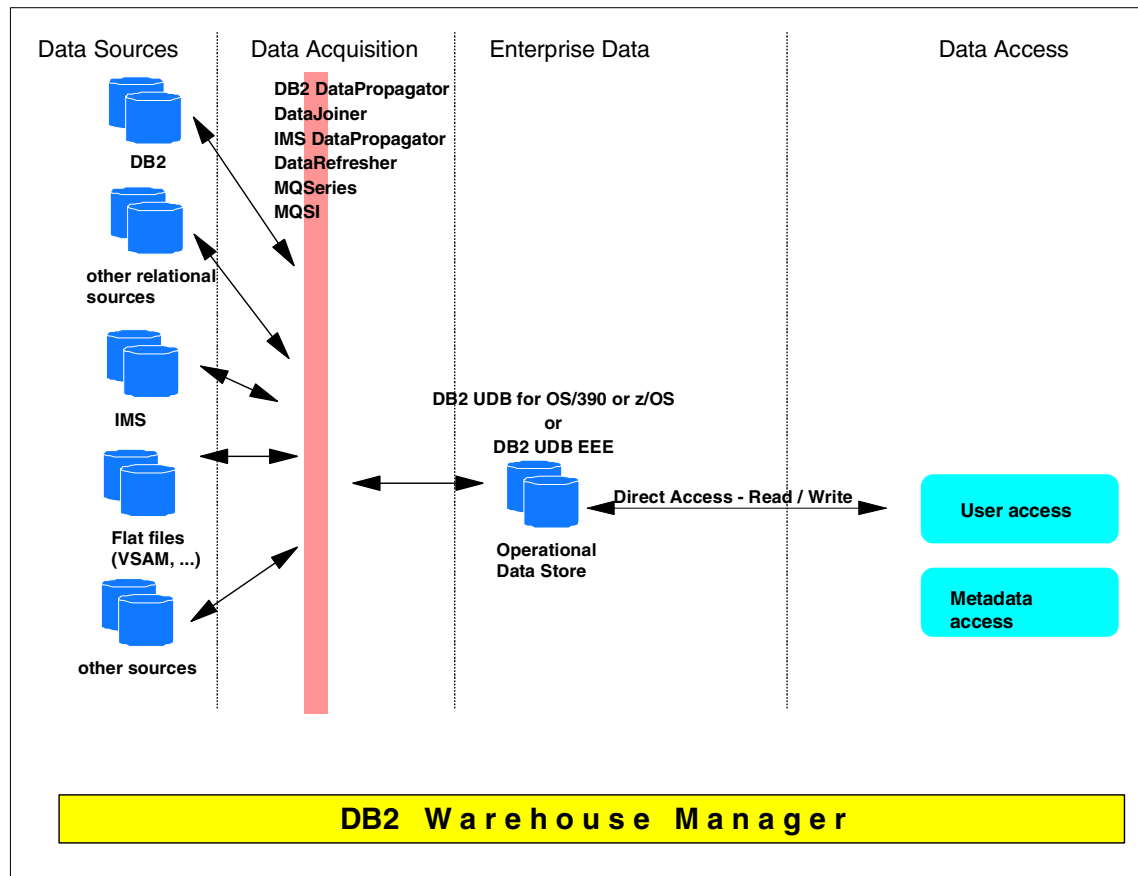 Data Sources
Data Acquisition
Enterprise Data
Data Access
DB2
other relational
sources
IMS
Flat files
(VSAM, ...)
other sources
DB2 DataPropagator
DataJoiner
IMS DataPropagator
DataRefresher
MQSeries
MQSI
DB2 UDB for OS/390 or z/OS
or
DB2 UDB EEE
Operational
Data Store
Direct Access - Read / Write
User access
Metadata
access
DB2 Warehouse Manager